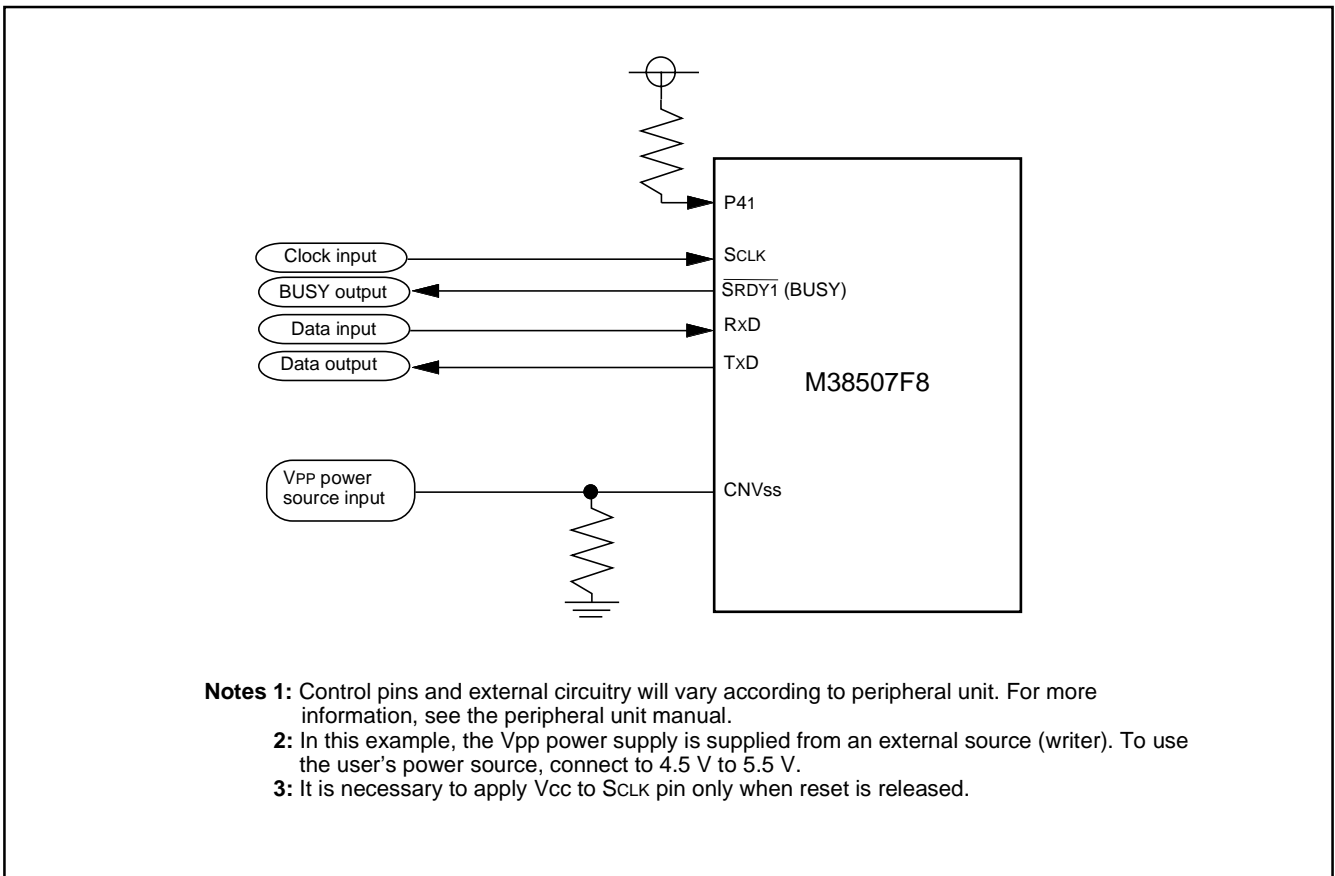 P41
Clock input
SCLK
BUSY output
SRDY1 (BUSY)
Data input
RxD
Data output
TxD
M38507F8
VPP power
source input
CNVss
Notes 1: Control pins and external circuitry will vary according to peripheral unit. For more
information, see the peripheral unit manual.
2: In this example, the Vpp power supply is supplied from an external source (writer). To use
the user's power source, connect to 4.5 V to 5.5 V.
3: It is necessary to apply Vcc to SCLK pin only when reset is released.